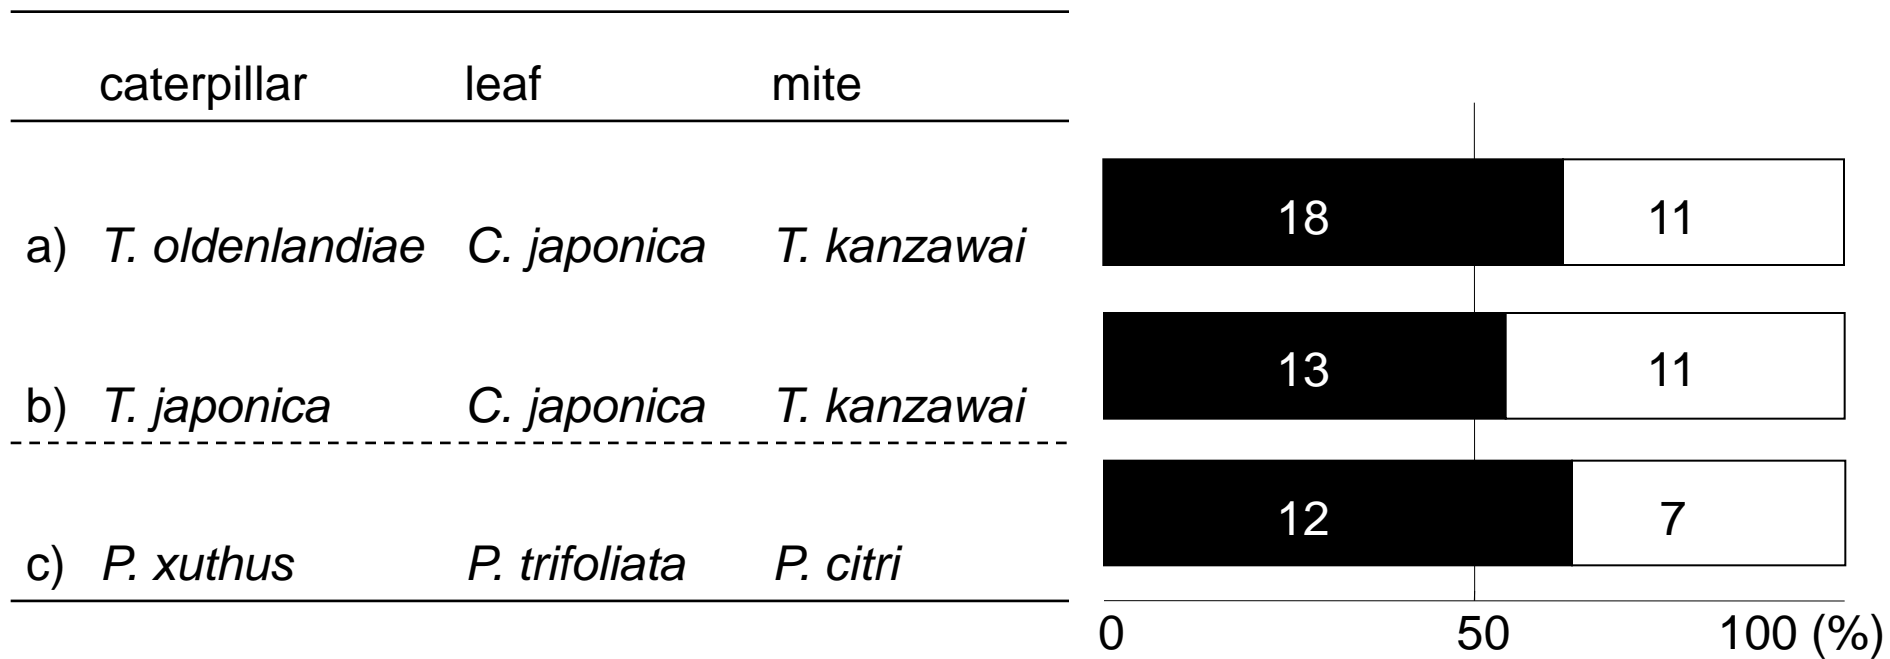 caterpillar leaf mite
a) T. oldenlandiae C. japonica T. kanzawai 18 11
b) T. japonica C. japonica T. kanzawai 13 11
c) P. xuthus P. trifoliata P. citri 12 7
0 50 100 (%)